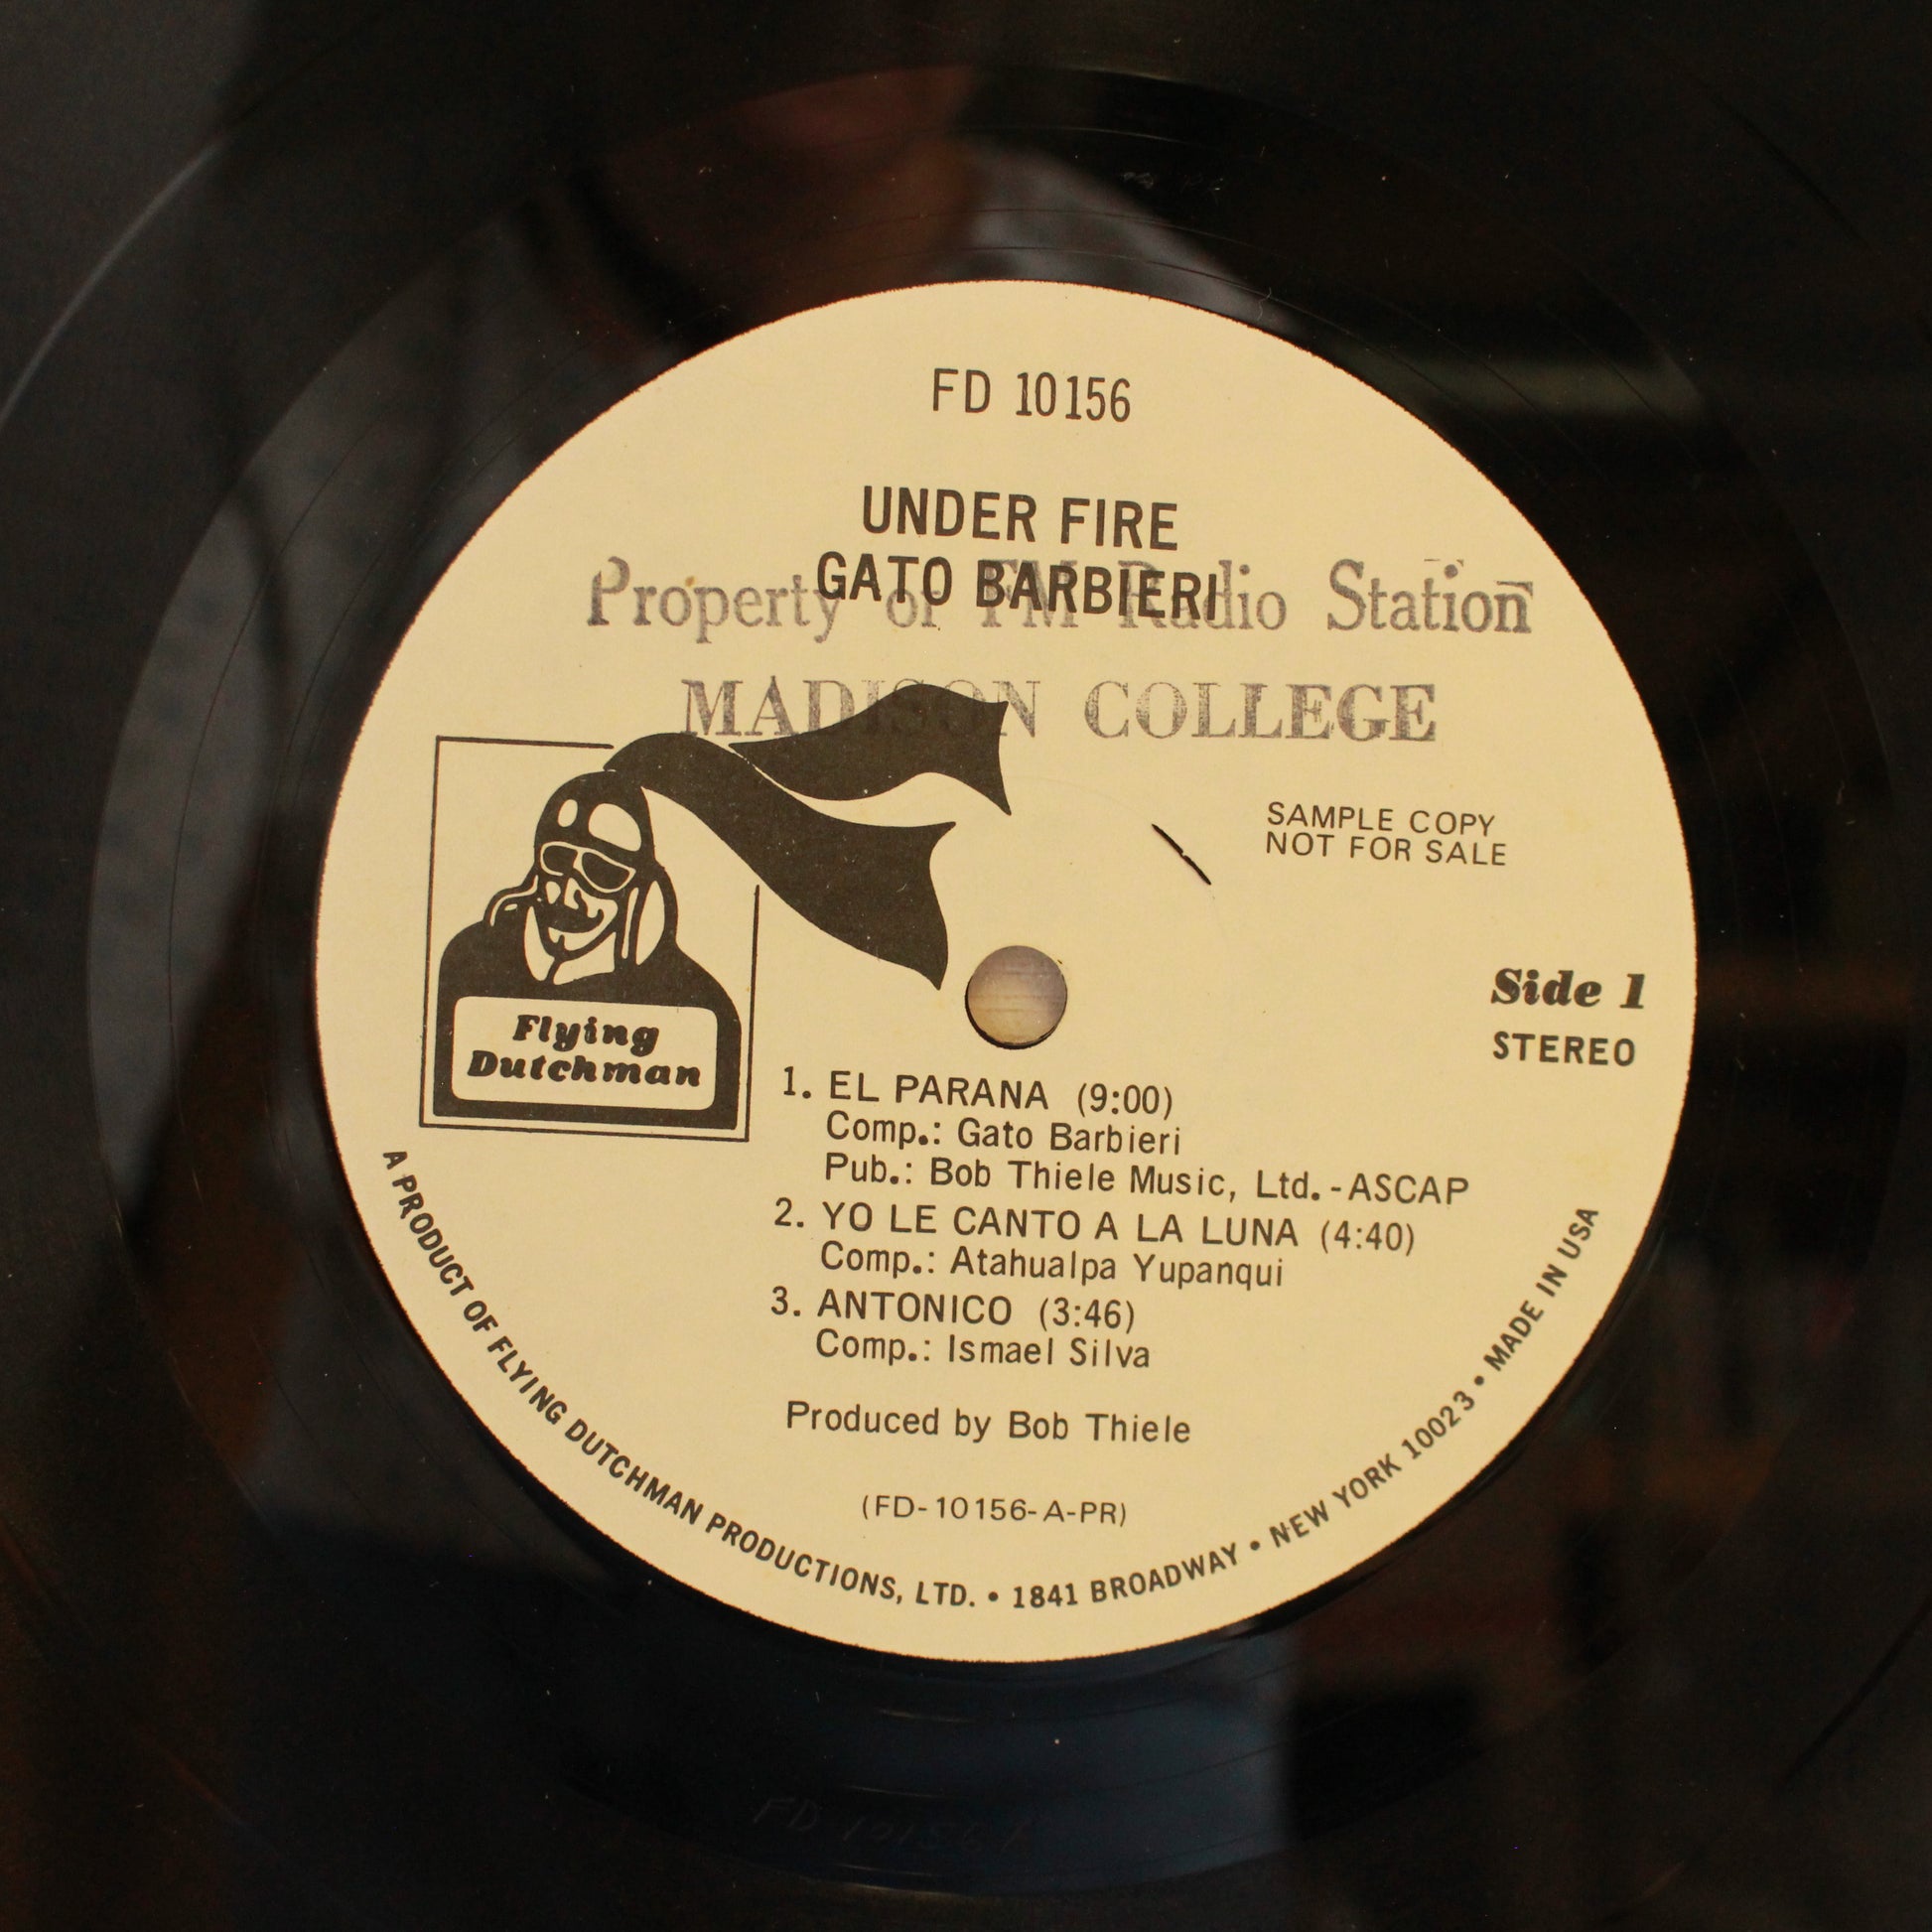 FD 10156
UNDER FIRE
GATO BARBIERI
Property of FM Radio Station
MADISON COLLEGE
SAMPLE COPY
NOT FOR SALE
Side 1
STEREO
Flying
Dutchman
1. EL PARANA (9:00)
Comp.: Gato Barbieri
Pub.: Bob Thiele Music, Ltd.-ASCAP
2. YO LE CANTO A LA LUNA (4:40)
Comp.: Atahualpa Yupanqui
3. ANTONICO (3:46)
Comp.: Ismael Silva
Produced by Bob Thiele
(FD-10156-A-PR)
A PRODUCT OF FLYING DUTCHMAN PRODUCTIONS, LTD. • 1841 BROADWAY • NEW YORK 10023 • MADE IN USA
FD 10156 A